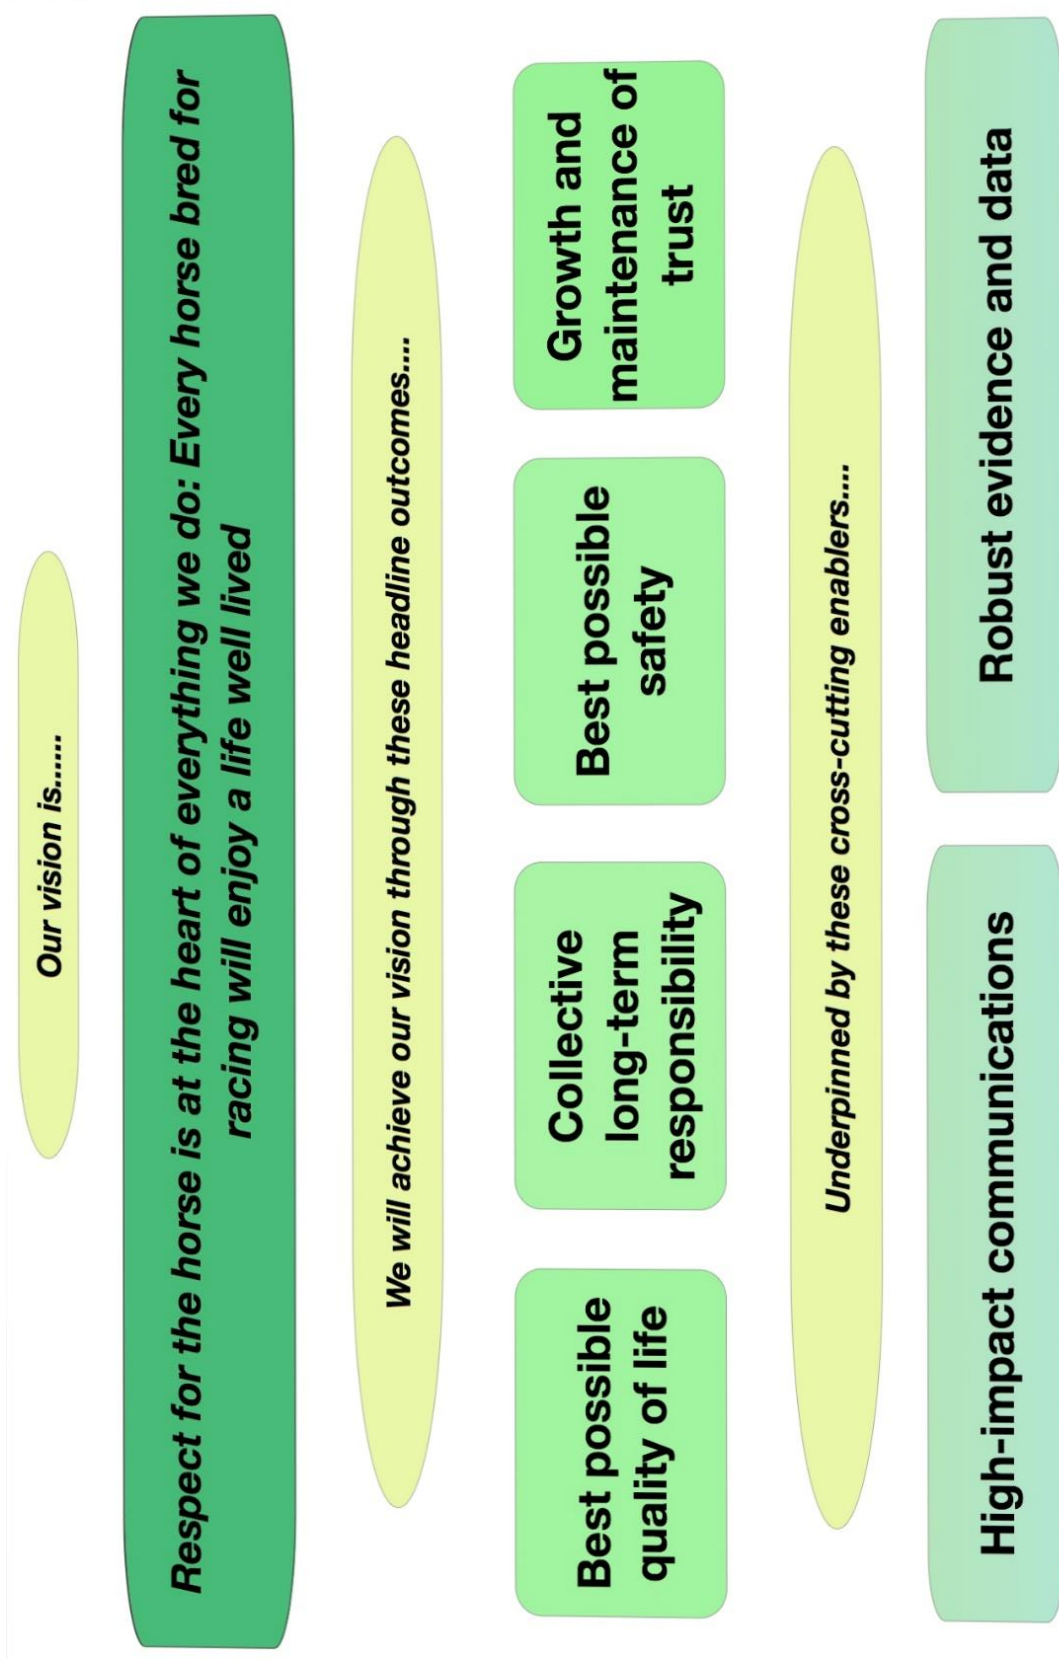 Our vision is......
Respect for the horse is at the heart of everything we do: Every horse bred for
racing will enjoy a life well lived
We will achieve our vision through these headline outcomes....
Best possible
quality of life
Collective
long-term
responsibility
Best possible
safety
Growth and
maintenance of
trust
Underpinned by these cross-cutting enablers....
High-impact communications
Robust evidence and data